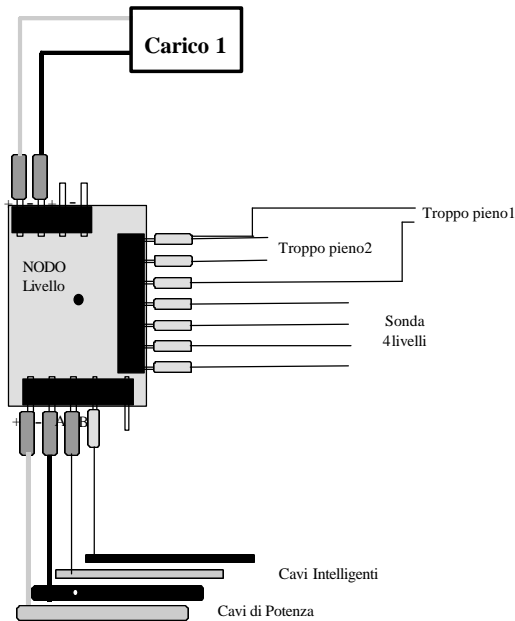 Carico 1
+ - + -
Troppo pieno1
Troppo pieno2
NODO
Livello
Sonda
4livelli
+ - A B
Cavi Intelligenti
Cavi di Potenza